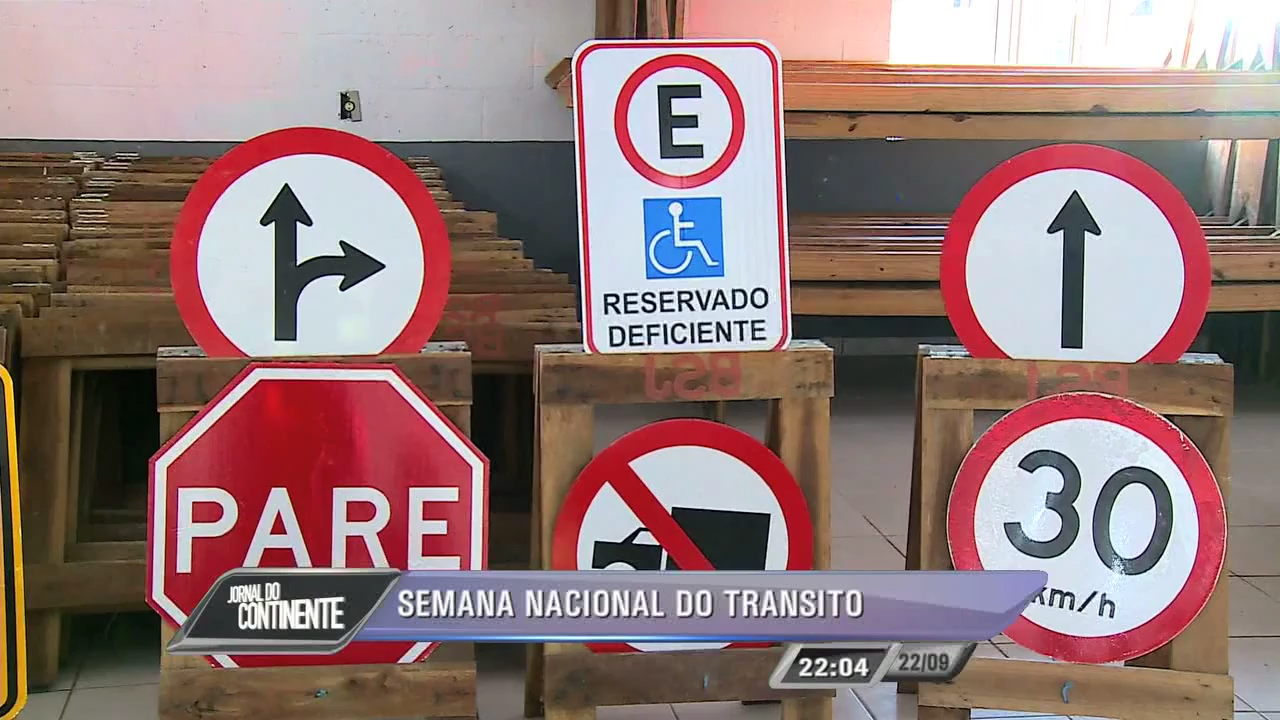 E
RESERVADO
DEFICIENTE
PARE
30
km/h
JORNAL DO
CONTINENTE
SEMANA NACIONAL DO TRANSITO
22:04
22/09